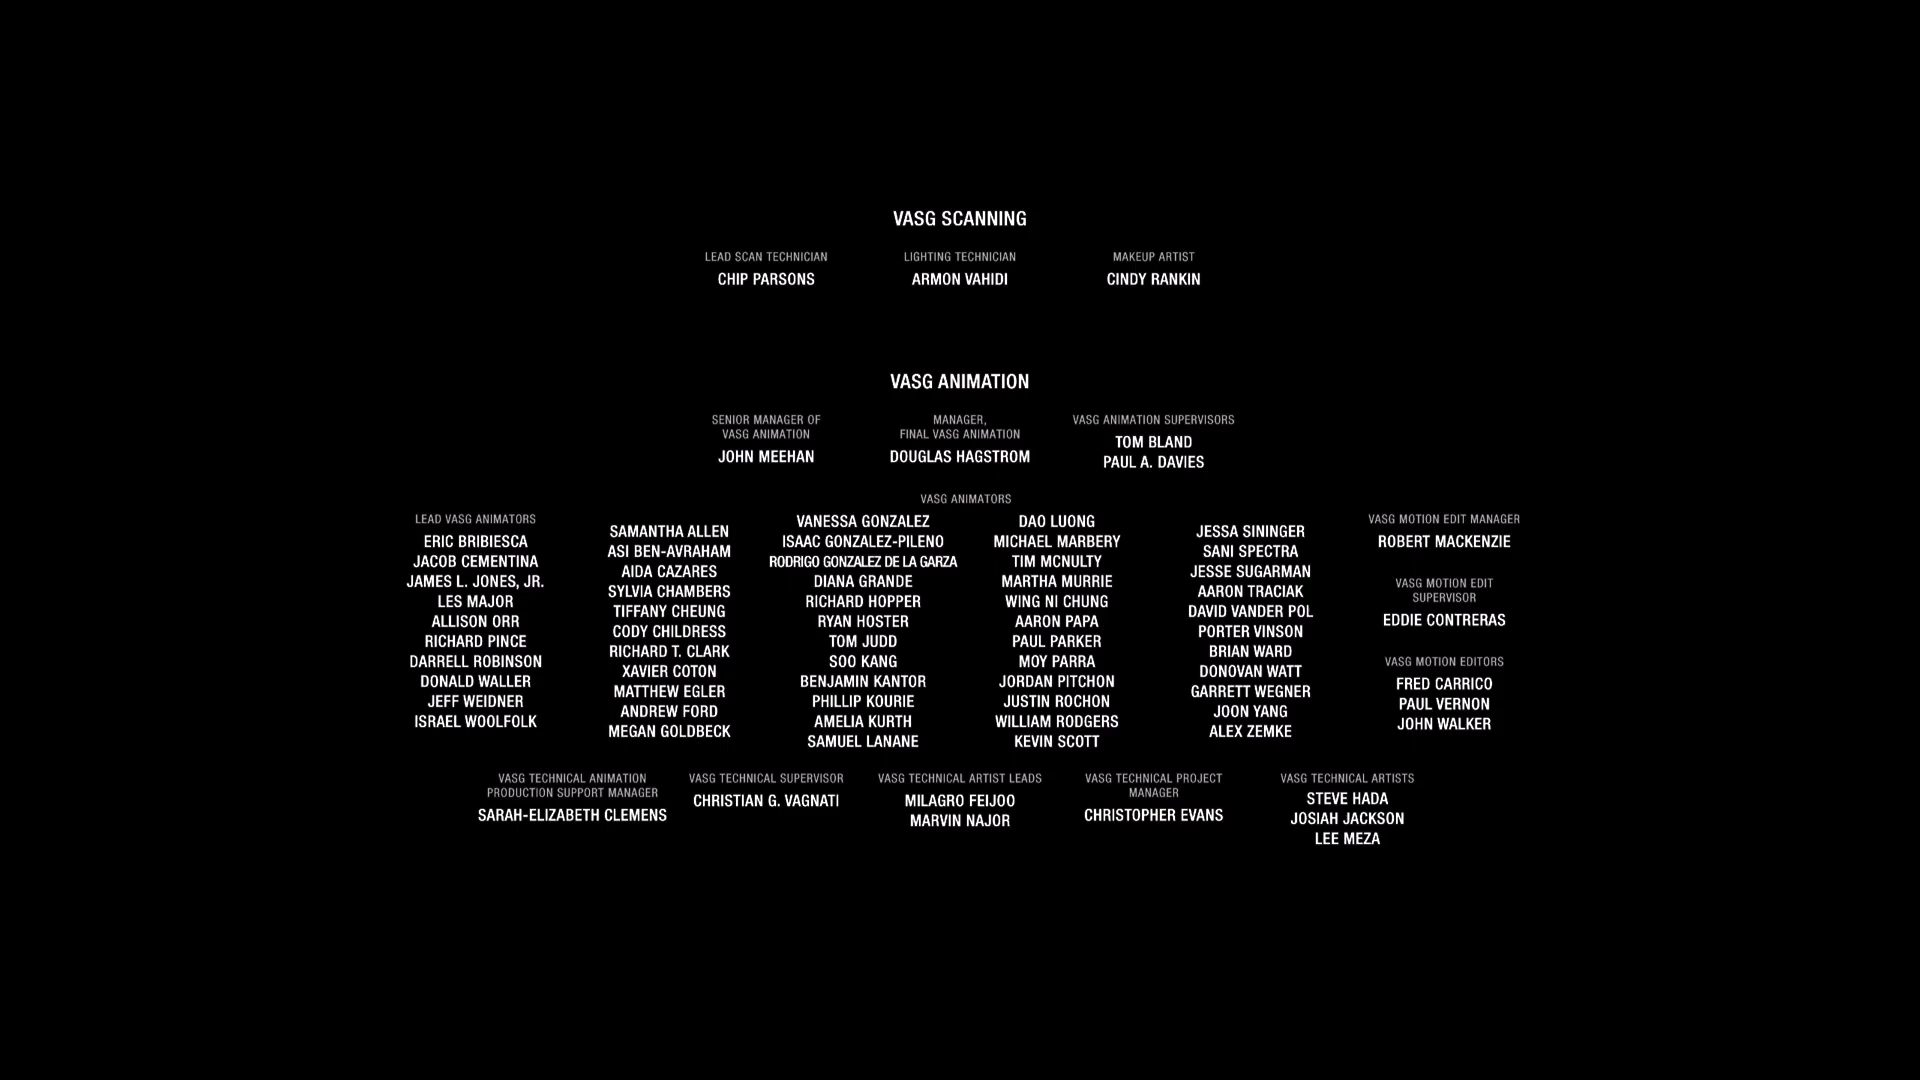 VASG SCANNING
LEAD SCAN TECHNICIAN
CHIP PARSONS
LIGHTING TECHNICIAN
ARMON VAHIDI
MAKEUP ARTIST
CINDY RANKIN
VASG ANIMATION
SENIOR MANAGER OF
VASG ANIMATION
JOHN MEEHAN
MANAGER,
FINAL VASG ANIMATION
DOUGLAS HAGSTROM
VASG ANIMATION SUPERVISORS
TOM BLAND
PAUL A. DAVIES
LEAD VASG ANIMATORS
ERIC BRIBIESCA
JACOB CEMENTINA
JAMES L. JONES, JR.
LES MAJOR
ALLISON ORR
RICHARD PINCE
DARRELL ROBINSON
DONALD WALLER
JEFF WEIDNER
ISRAEL WOOLFOLK
VASG ANIMATORS
SAMANTHA ALLEN
ASI BEN-AVRAHAM
AIDA CAZARES
SYLVIA CHAMBERS
TIFFANY CHEUNG
CODY CHILDRESS
RICHARD T. CLARK
XAVIER COTON
MATTHEW EGLER
ANDREW FORD
MEGAN GOLDBECK
VANESSA GONZALEZ
ISAAC GONZALEZ-PILENO
RODRIGO GONZALEZ DE LA GARZA
DIANA GRANDE
RICHARD HOPPER
RYAN HOSTER
TOM JUDD
SOO KANG
BENJAMIN KANTOR
PHILLIP KOURIE
AMELIA KURTH
SAMUEL LANANE
DAO LUONG
MICHAEL MARBERY
TIM MCNULTY
MARTHA MURRIE
WING NI CHUNG
AARON PAPA
PAUL PARKER
MOY PARRA
JORDAN PITCHON
JUSTIN ROCHON
WILLIAM RODGERS
KEVIN SCOTT
JESSA SININGER
SANI SPECTRA
JESSE SUGARMAN
AARON TRACIAK
DAVID VANDER POL
PORTER VINSON
BRIAN WARD
DONOVAN WATT
GARRETT WEGNER
JOON YANG
ALEX ZEMKE
VASG MOTION EDIT MANAGER
ROBERT MACKENZIE
VASG MOTION EDIT
SUPERVISOR
EDDIE CONTRERAS
VASG MOTION EDITORS
FRED CARRICO
PAUL VERNON
JOHN WALKER
VASG TECHNICAL ANIMATION
PRODUCTION SUPPORT MANAGER
SARAH-ELIZABETH CLEMENS
VASG TECHNICAL SUPERVISOR
CHRISTIAN G. VAGNATI
VASG TECHNICAL ARTIST LEADS
MILAGRO FEIJOO
MARVIN NAJOR
VASG TECHNICAL PROJECT
MANAGER
CHRISTOPHER EVANS
VASG TECHNICAL ARTISTS
STEVE HADA
JOSIAH JACKSON
LEE MEZA